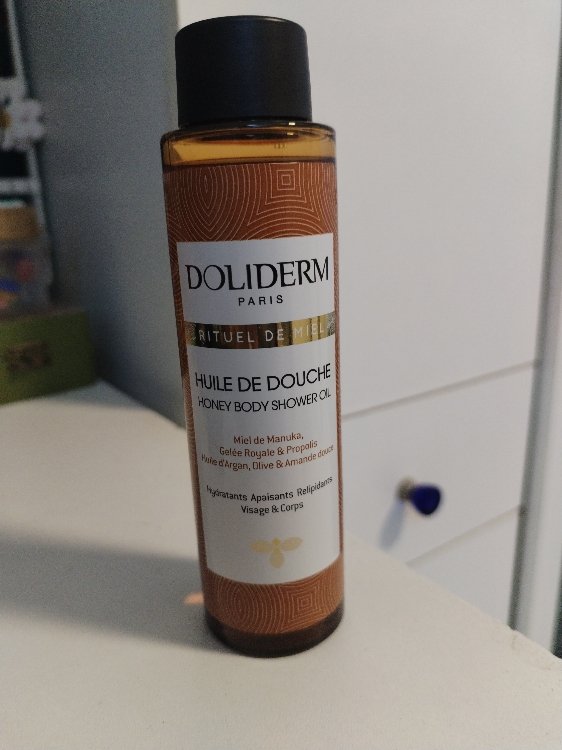 DOLIDERM
PARIS
RITUEL DE MIEL
HUILE DE DOUCHE
HONEY BODY SHOWER OIL
Miel de Manuka,
Gelée Royale & Propolis
Huile d'Argan, Olive & Amande douce
Hydratants Apaisants Relipidants
Visage & Corps